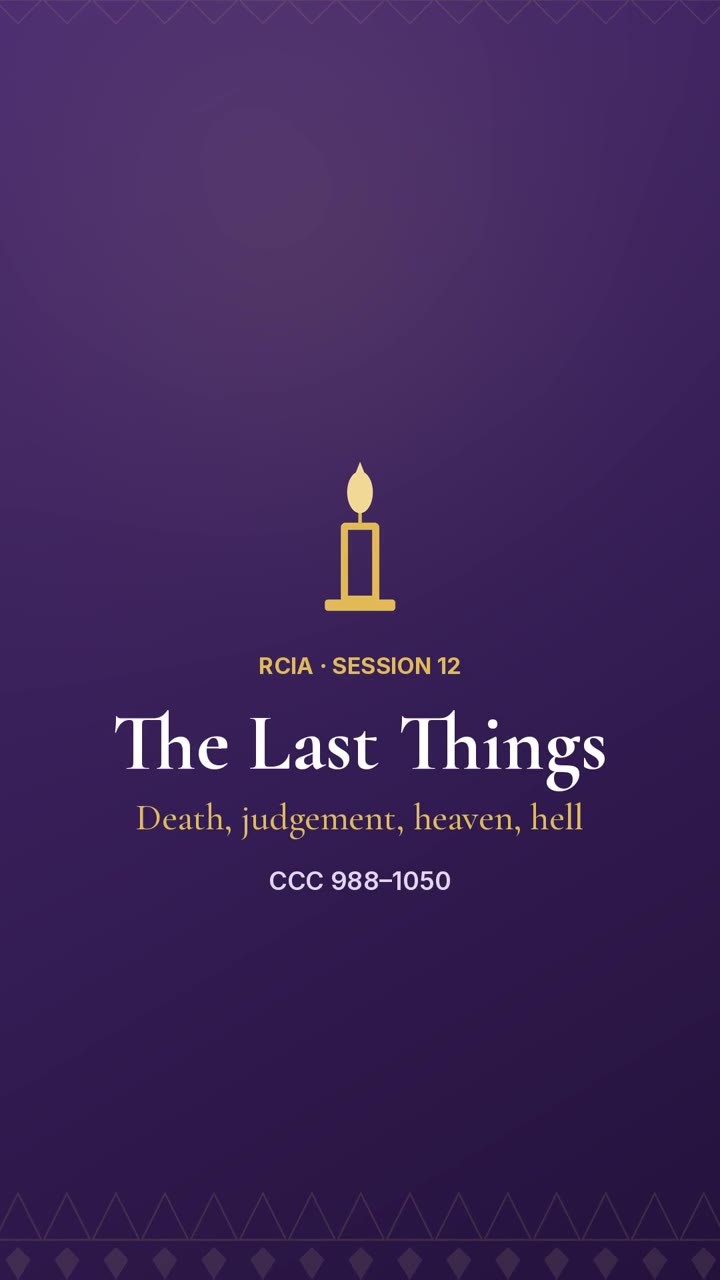 RCIA · SESSION 12
The Last Things
Death, judgement, heaven, hell
CCC 988–1050